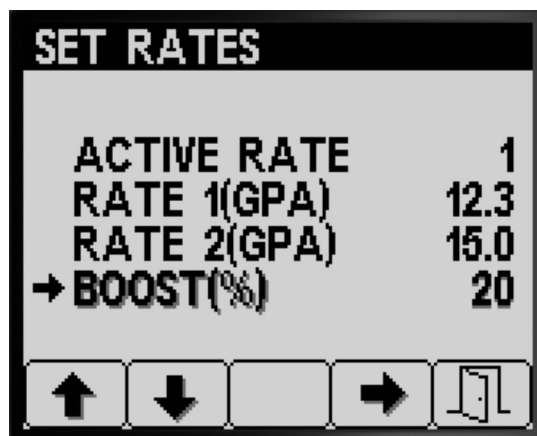 SET RATES
ACTIVE RATE 1
RATE 1(GPA) 12.3
RATE 2(GPA) 15.0
BOOST(%) 20